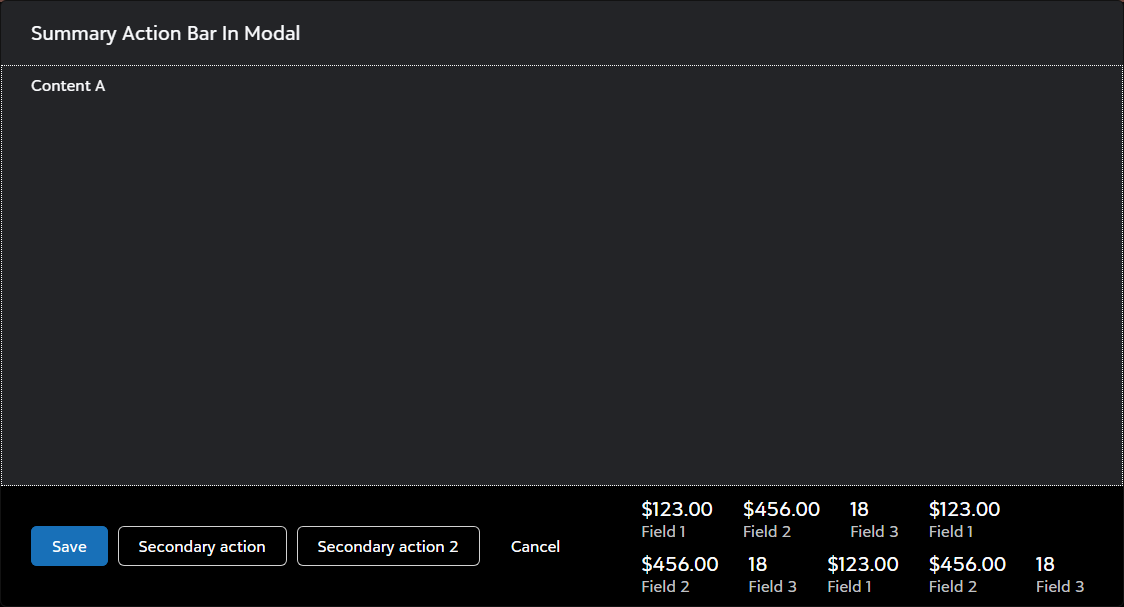 Summary Action Bar In Modal
Content A
Save Secondary action Secondary action 2 Cancel
$123.00 $456.00 18 $123.00
Field 1 Field 2 Field 3 Field 1
$456.00 18 $123.00 $456.00 18
Field 2 Field 3 Field 1 Field 2 Field 3